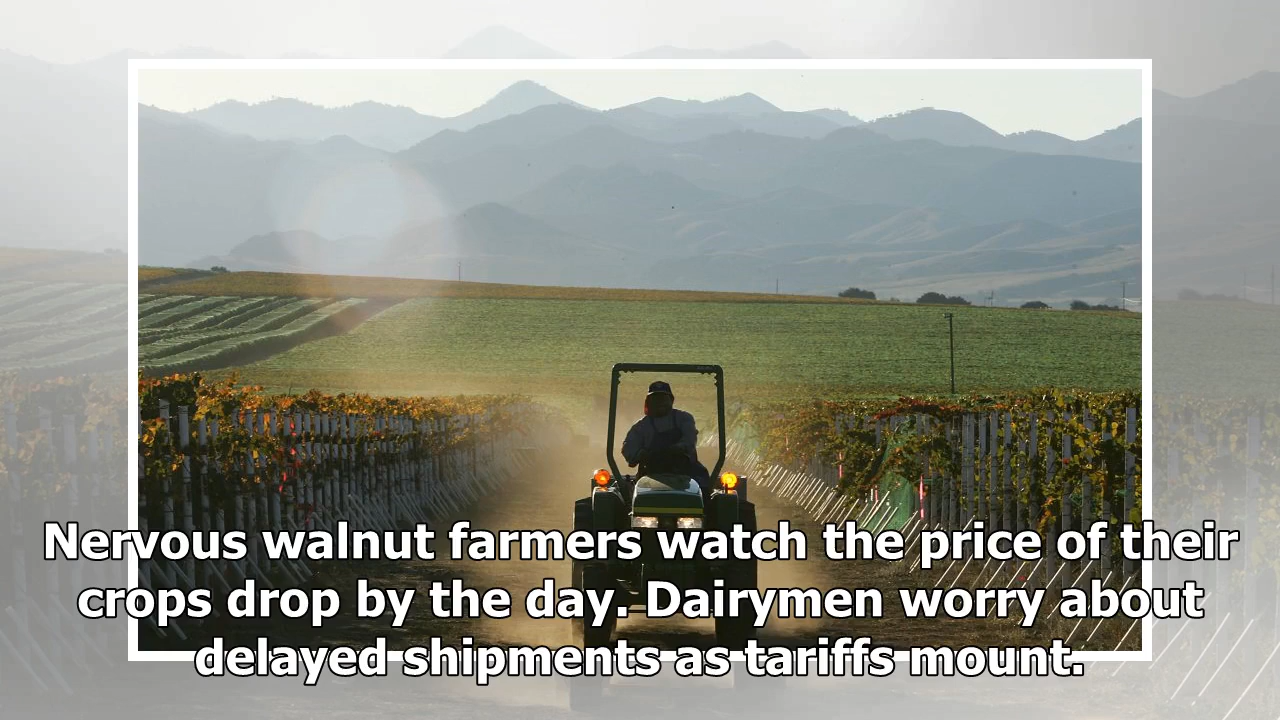 Nervous walnut farmers watch the price of their
crops drop by the day. Dairymen worry about
delayed shipments as tariffs mount.